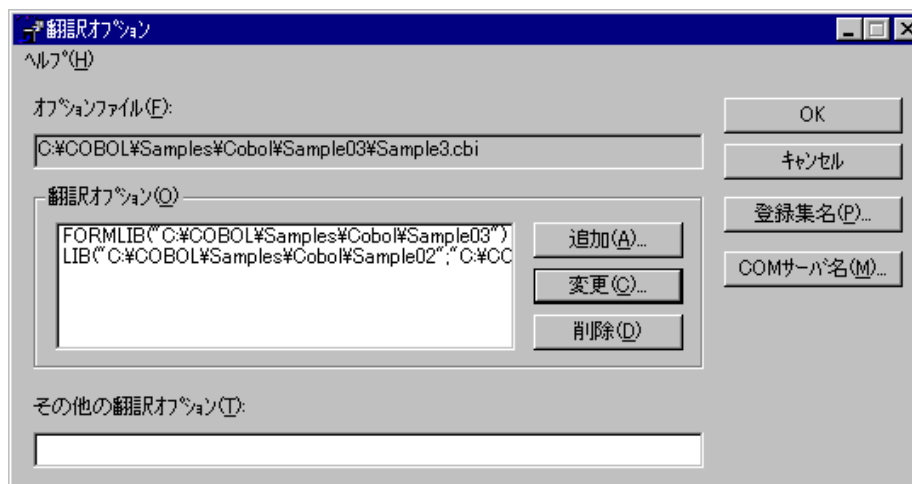 翻訳ｵﾌﾟｼｮﾝ
ﾍﾙﾌﾟ(H)
ｵﾌﾟｼｮﾝﾌｧｲﾙ(F):
C:¥COBOL¥Samples¥Cobol¥Sample03¥Sample3.cbi
OK
ｷｬﾝｾﾙ
登録集名(P)...
COMｻｰﾊﾞ名(M)...
翻訳ｵﾌﾟｼｮﾝ(O)
FORMLIB("C:¥COBOL¥Samples¥Cobol¥Sample03")
LIB("C:¥COBOL¥Samples¥Cobol¥Sample02";"C:¥CO
追加(A)...
変更(C)...
削除(D)
その他の翻訳ｵﾌﾟｼｮﾝ(T):